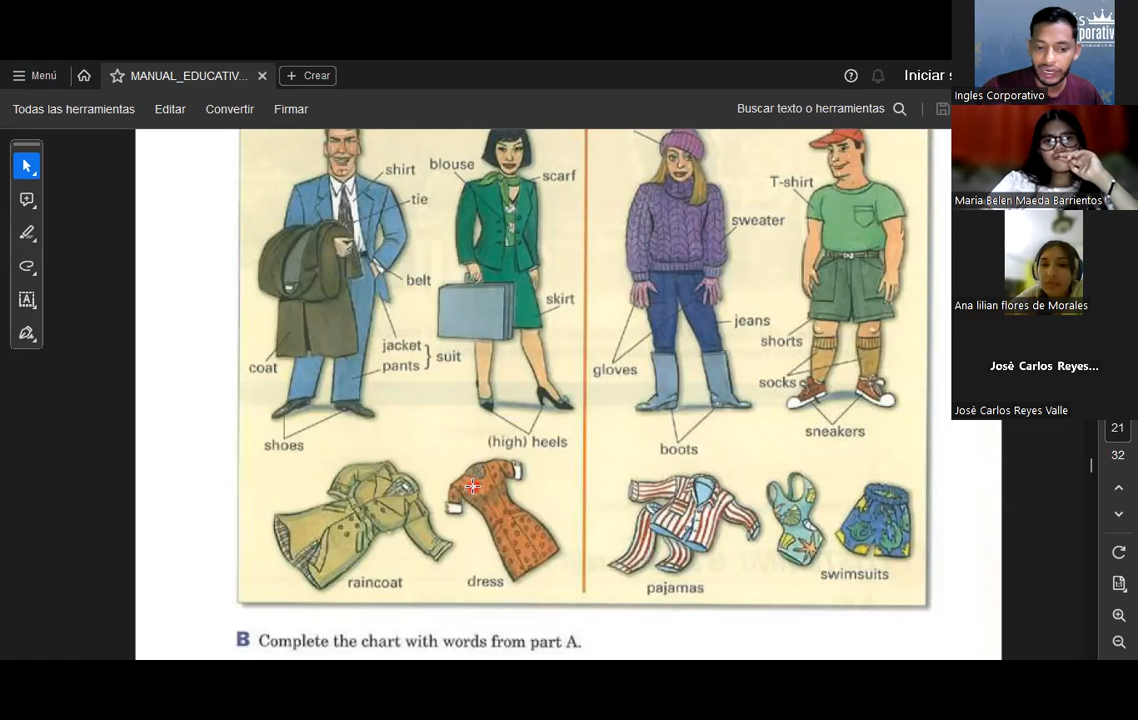 Menú
MANUAL_EDUCATIV...
Crear
Iniciar s
Todas las herramientas
Editar
Convertir
Firmar
Buscar texto o herramientas
shirt
blouse
scarf
tie
belt
skirt
jacket
pants
suit
coat
shoes
(high) heels
T-shirt
sweater
jeans
shorts
gloves
socks
sneakers
boots
raincoat
dress
pajamas
swimsuits
B Complete the chart with words from part A.
Ingles Corporativo
Maria Belen Maeda Barrientos
Ana lilian flores de Morales
Josè Carlos Reyes...
Josè Carlos Reyes Valle
21
32